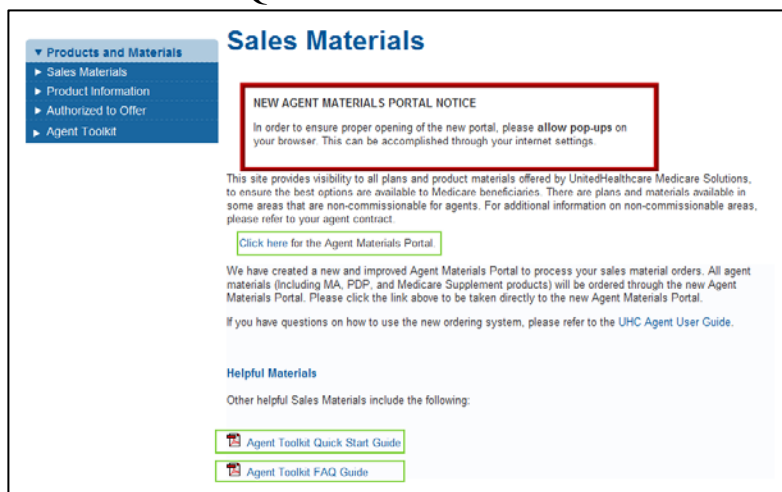 Sales Materials
▼ Products and Materials
► Sales Materials
► Product Information
► Authorized to Offer
► Agent Toolkit
NEW AGENT MATERIALS PORTAL NOTICE
In order to ensure proper opening of the new portal, please allow pop-ups on
your browser. This can be accomplished through your internet settings.
This site provides visibility to all plans and product materials offered by UnitedHealthcare Medicare Solutions,
to ensure the best options are available to Medicare beneficiaries. There are plans and materials available in
some areas that are non-commissionable for agents. For additional information on non-commissionable areas,
please refer to your agent contract.
Click here for the Agent Materials Portal.
We have created a new and improved Agent Materials Portal to process your sales material orders. All agent
materials (Including MA, PDP, and Medicare Supplement products) will be ordered through the new Agent
Materials Portal. Please click the link above to be taken directly to the new Agent Materials Portal.
If you have questions on how to use the new ordering system, please refer to the UHC Agent User Guide.
Helpful Materials
Other helpful Sales Materials include the following:
Agent Toolkit Quick Start Guide
Agent Toolkit FAQ Guide